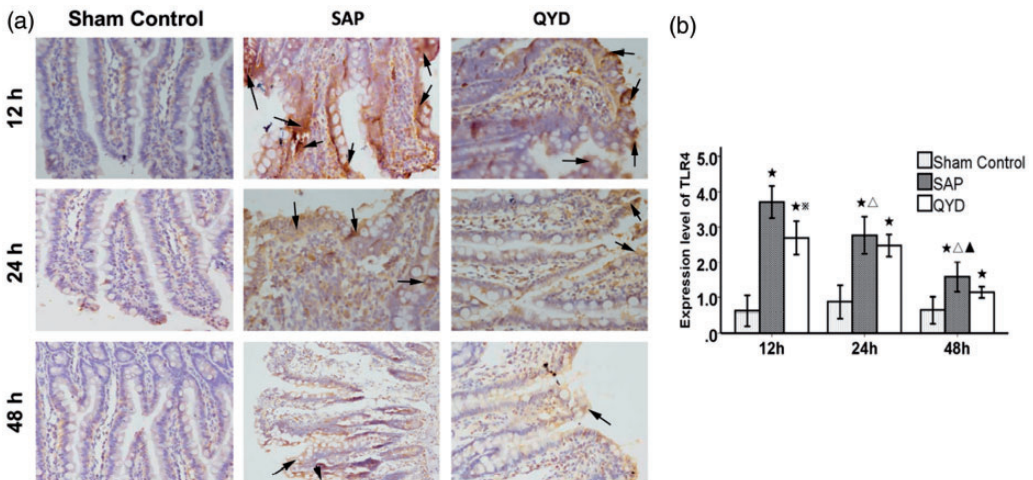 (a)
Sham Control
SAP
QYD
12 h
24 h
48 h
(b)
Expression level of TLR4
5.0
4.0
3.0
2.0
1.0
.0
Sham Control
SAP
QYD
★
★※
★△
★
★△▲
★
12h
24h
48h